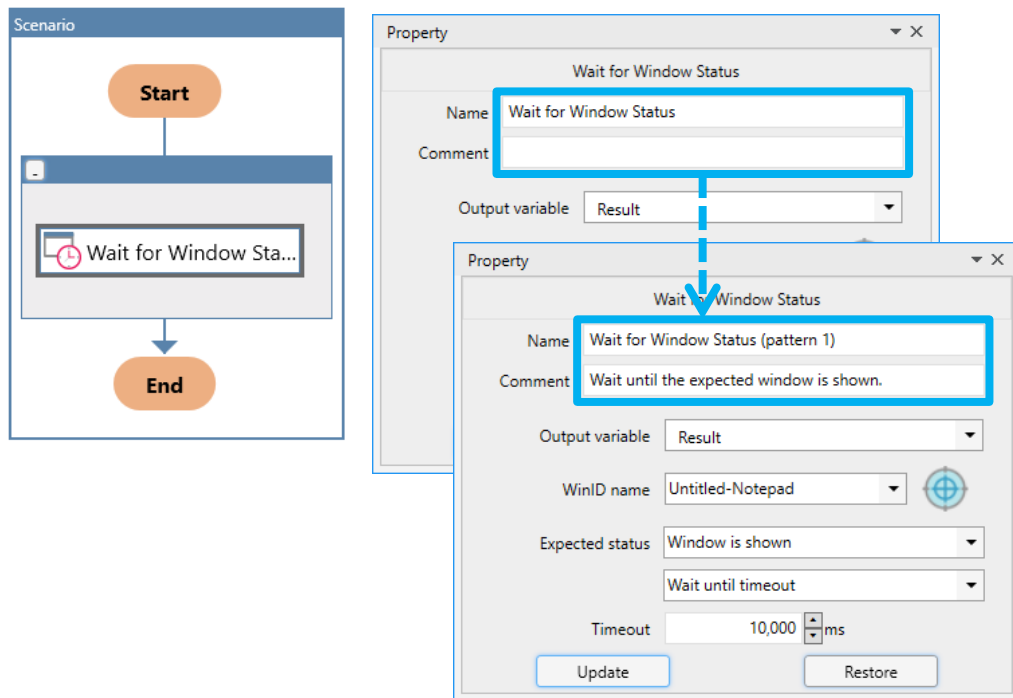 Scenario
Start
-
Wait for Window Sta...
End
Property
Wait for Window Status
Name Wait for Window Status
Comment
Output variable Result
Property
Wait for Window Status
Name Wait for Window Status (pattern 1)
Comment Wait until the expected window is shown.
Output variable Result
WinID name Untitled-Notepad
Expected status Window is shown
Wait until timeout
Timeout 10,000 ms
Update Restore